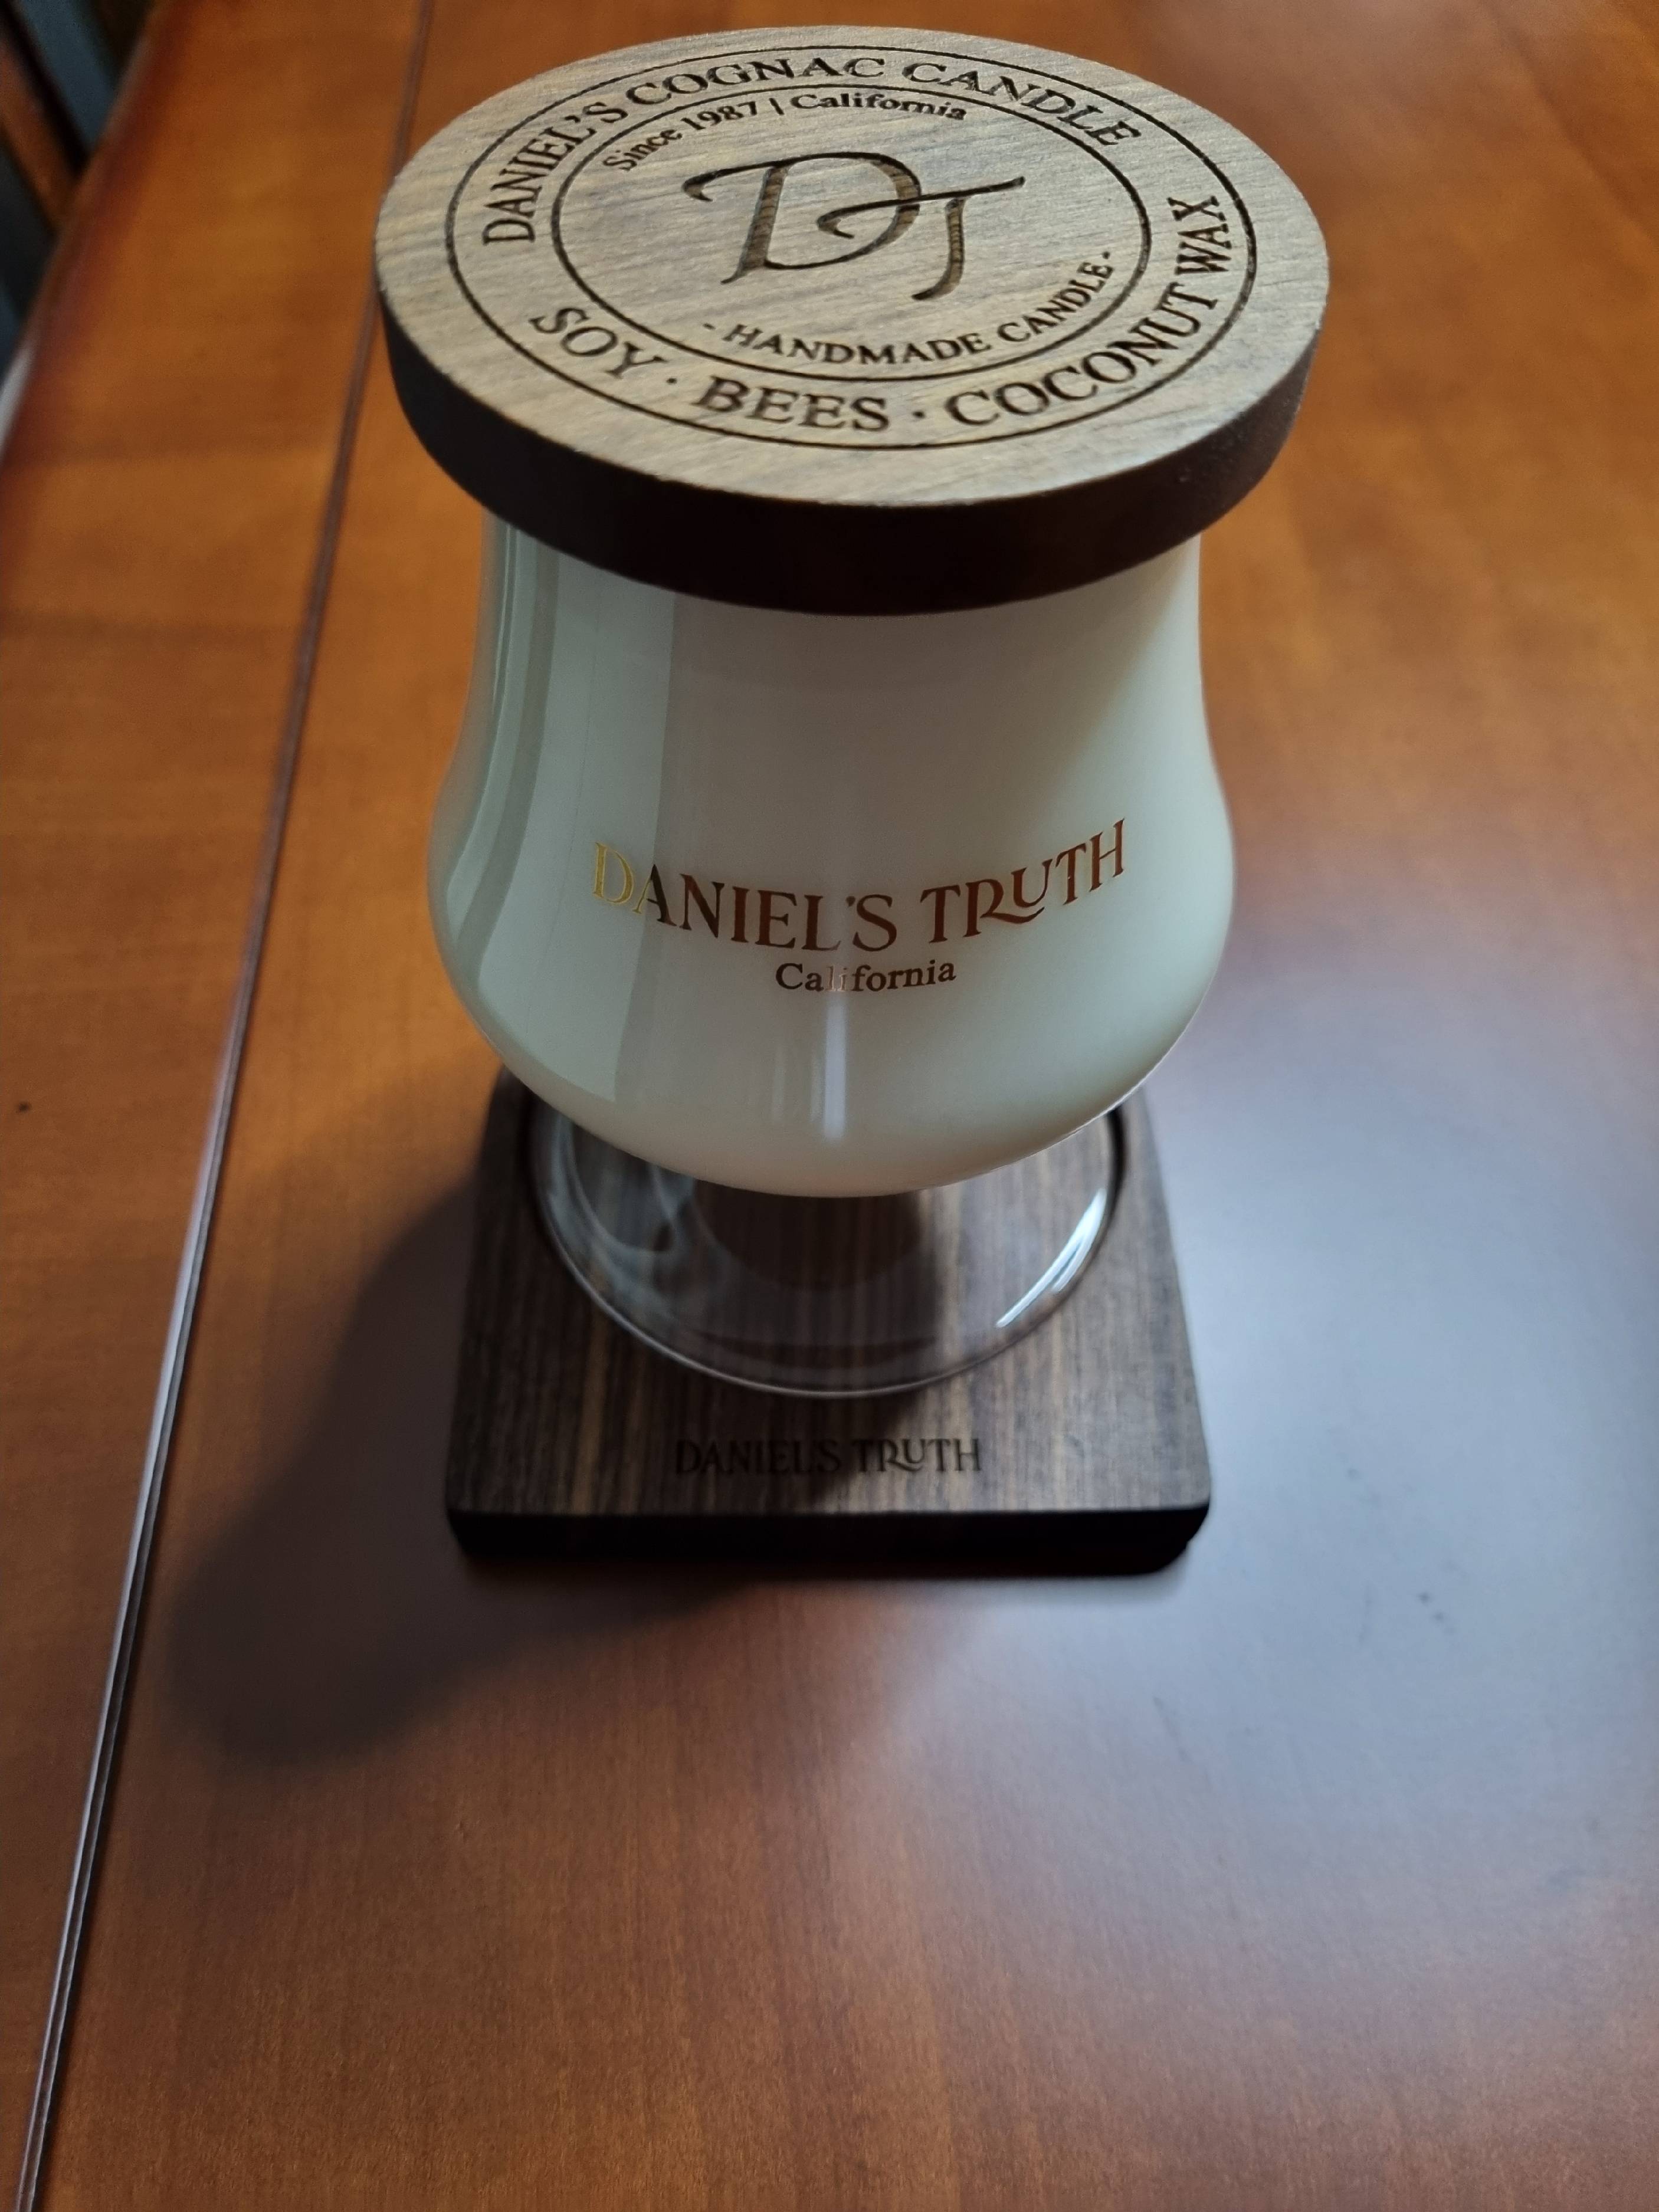 DANIEL'S COGNAC CANDLE
Since 1987 | California
DT
- HANDMADE CANDLE -
SOY · BEES · COCONUT WAX
DANIEL'S TRUTH
California
DANIEL'S TRUTH